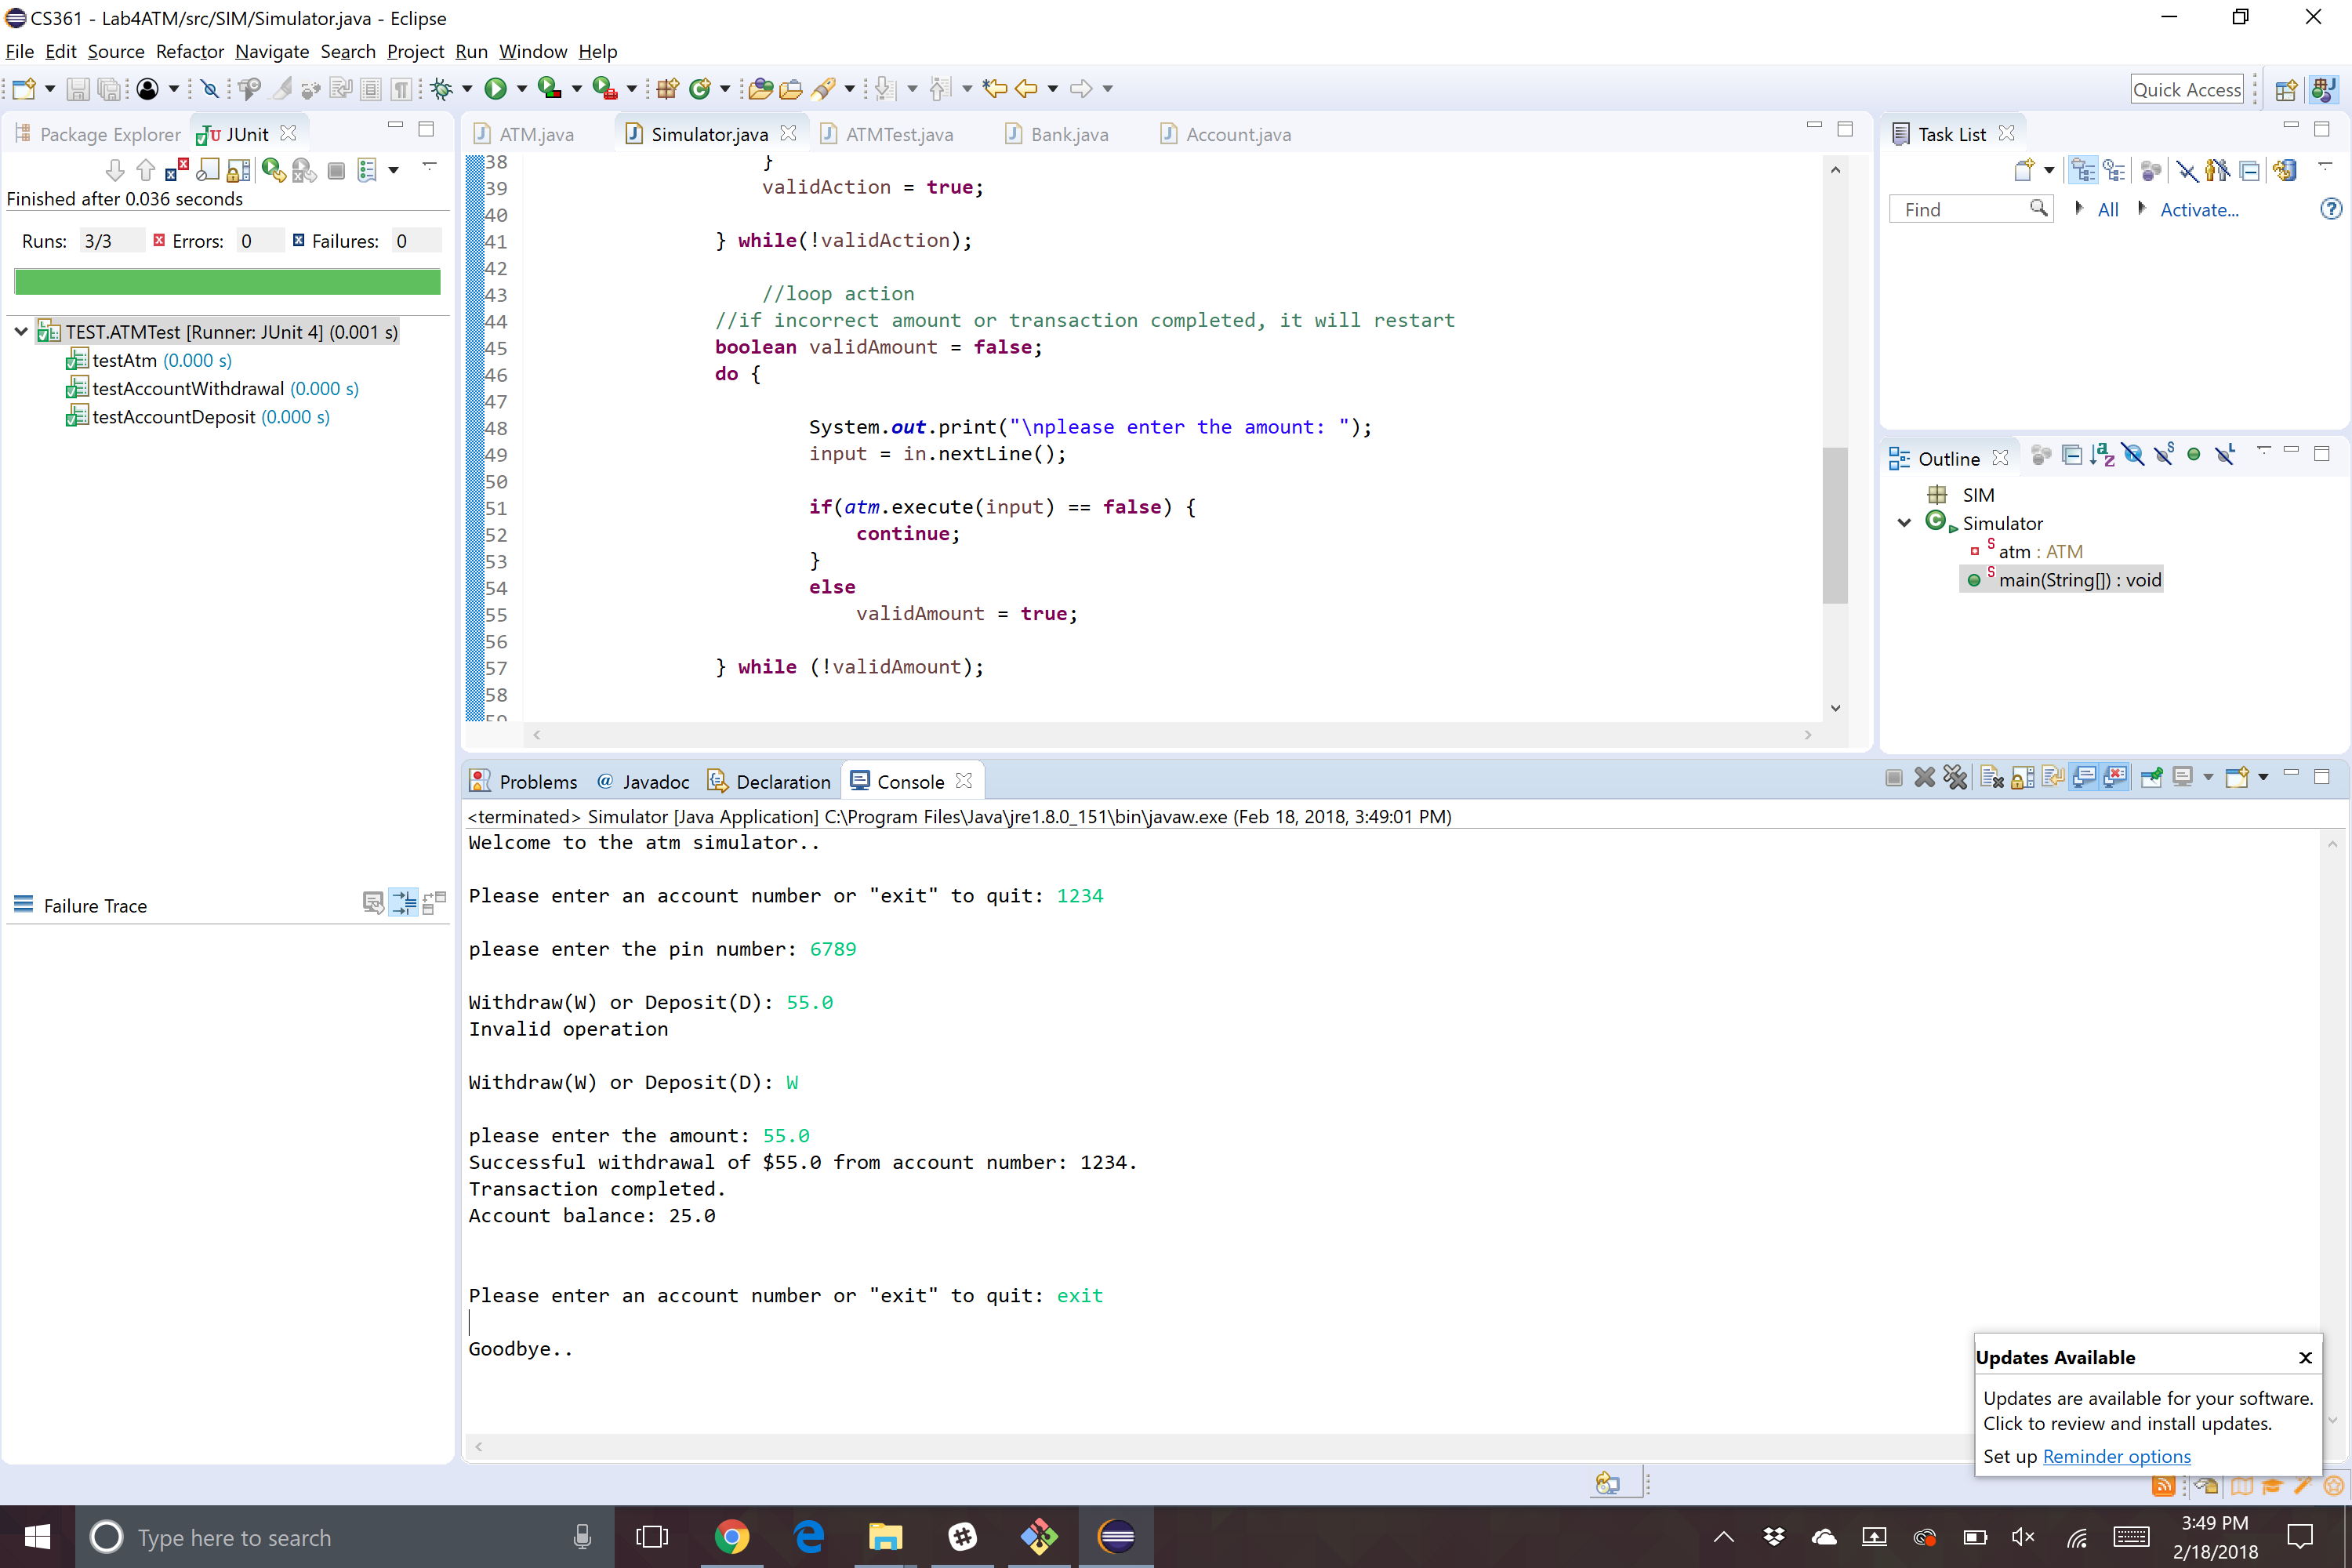 CS361 - Lab4ATM/src/SIM/Simulator.java - Eclipse
File Edit Source Refactor Navigate Search Project Run Window Help
Quick Access
Package Explorer JUnit
Finished after 0.036 seconds
Runs: 3/3 Errors: 0 Failures: 0
TEST.ATMTest [Runner: JUnit 4] (0.001 s)
testAtm (0.000 s)
testAccountWithdrawal (0.000 s)
testAccountDeposit (0.000 s)
Failure Trace
ATM.java Simulator.java ATMTest.java Bank.java Account.java
38 }
39 validAction = true;
40
41 } while(!validAction);
42
43 //loop action
44 //if incorrect amount or transaction completed, it will restart
45 boolean validAmount = false;
46 do {
47
48 System.out.print("\nplease enter the amount: ");
49 input = in.nextLine();
50
51 if(atm.execute(input) == false) {
52 continue;
53 }
54 else
55 validAmount = true;
56
57 } while (!validAmount);
58
59
Task List
Find All Activate...
Outline
SIM
Simulator
atm : ATM
main(String[]) : void
Problems @ Javadoc Declaration Console
<terminated> Simulator [Java Application] C:\Program Files\Java\jre1.8.0_151\bin\javaw.exe (Feb 18, 2018, 3:49:01 PM)
Welcome to the atm simulator..
Please enter an account number or "exit" to quit: 1234
please enter the pin number: 6789
Withdraw(W) or Deposit(D): 55.0
Invalid operation
Withdraw(W) or Deposit(D): W
please enter the amount: 55.0
Successful withdrawal of $55.0 from account number: 1234.
Transaction completed.
Account balance: 25.0
Please enter an account number or "exit" to quit: exit
Goodbye..
Updates Available
Updates are available for your software.
Click to review and install updates.
Set up Reminder options
Type here to search
3:49 PM
2/18/2018